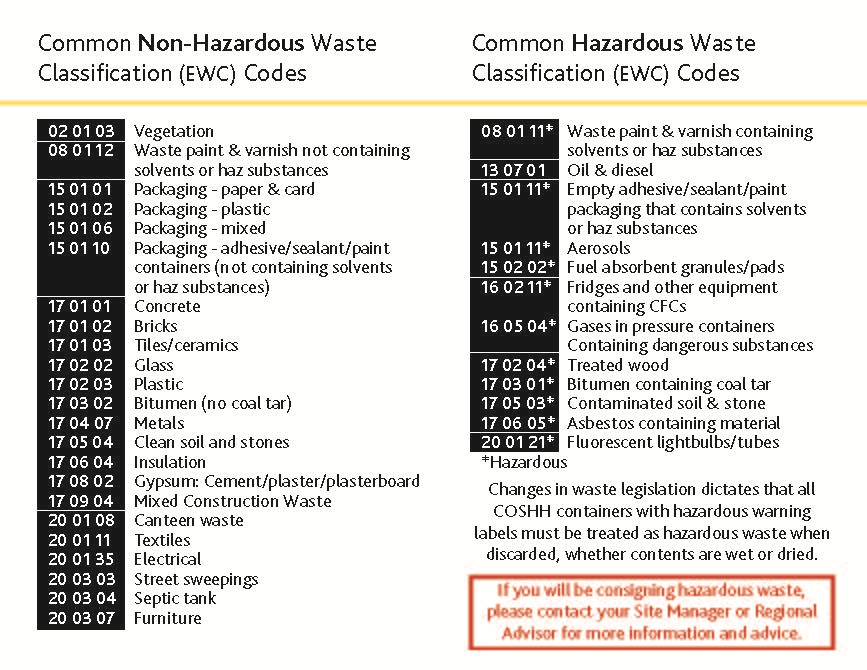 Common Non-Hazardous Waste
Classification (EWC) Codes
02 01 03 Vegetation
08 01 12 Waste paint & varnish not containing
solvents or haz substances
15 01 01 Packaging - paper & card
15 01 02 Packaging - plastic
15 01 06 Packaging - mixed
15 01 10 Packaging - adhesive/sealant/paint
containers (not containing solvents
or haz substances)
17 01 01 Concrete
17 01 02 Bricks
17 01 03 Tiles/ceramics
17 02 02 Glass
17 02 03 Plastic
17 03 02 Bitumen (no coal tar)
17 04 07 Metals
17 05 04 Clean soil and stones
17 06 04 Insulation
17 08 02 Gypsum: Cement/plaster/plasterboard
17 09 04 Mixed Construction Waste
20 01 08 Canteen waste
20 01 11 Textiles
20 01 35 Electrical
20 03 03 Street sweepings
20 03 04 Septic tank
20 03 07 Furniture
Common Hazardous Waste
Classification (EWC) Codes
08 01 11* Waste paint & varnish containing
solvents or haz substances
13 07 01 Oil & diesel
15 01 11* Empty adhesive/sealant/paint
packaging that contains solvents
or haz substances
15 01 11* Aerosols
15 02 02* Fuel absorbent granules/pads
16 02 11* Fridges and other equipment
containing CFCs
16 05 04* Gases in pressure containers
Containing dangerous substances
17 02 04* Treated wood
17 03 01* Bitumen containing coal tar
17 05 03* Contaminated soil & stone
17 06 05* Asbestos containing material
20 01 21* Fluorescent lightbulbs/tubes
*Hazardous
Changes in waste legislation dictates that all
COSHH containers with hazardous warning
labels must be treated as hazardous waste when
discarded, whether contents are wet or dried.
If you will be consigning hazardous waste,
please contact your Site Manager or Regional
Advisor for more information and advice.